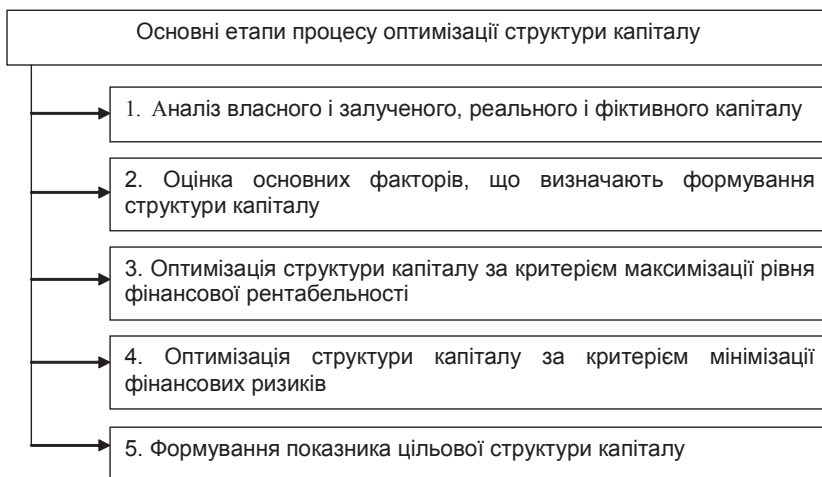 Основні етапи процесу оптимізації структури капіталу
1. Аналіз власного і залученого, реального і фіктивного капіталу
2. Оцінка основних факторів, що визначають формування
структури капіталу
3. Оптимізація структури капіталу за критерієм максимізації рівня
фінансової рентабельності
4. Оптимізація структури капіталу за критерієм мінімізації
фінансових ризиків
5. Формування показника цільової структури капіталу